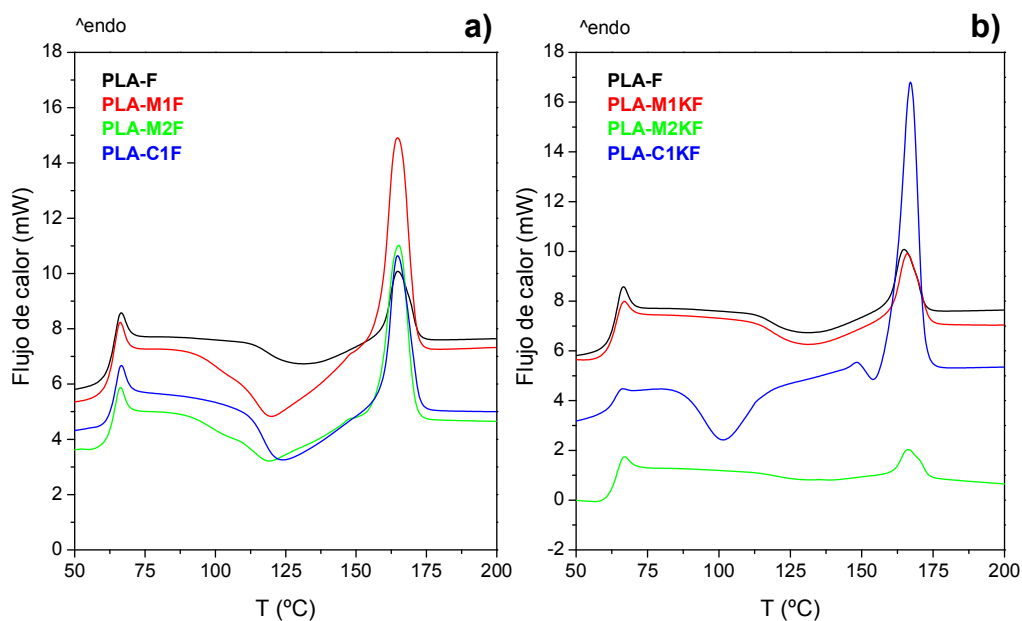 ^endo
a)
18
16
14
12
10
8
6
4
2
0
Flujo de calor (mW)
PLA-F
PLA-M1F
PLA-M2F
PLA-C1F
50
75
100
125
150
175
200
T (ºC)
^endo
b)
18
16
14
12
10
8
6
4
2
0
-2
Flujo de calor (mW)
PLA-F
PLA-M1KF
PLA-M2KF
PLA-C1KF
50
75
100
125
150
175
200
T (ºC)